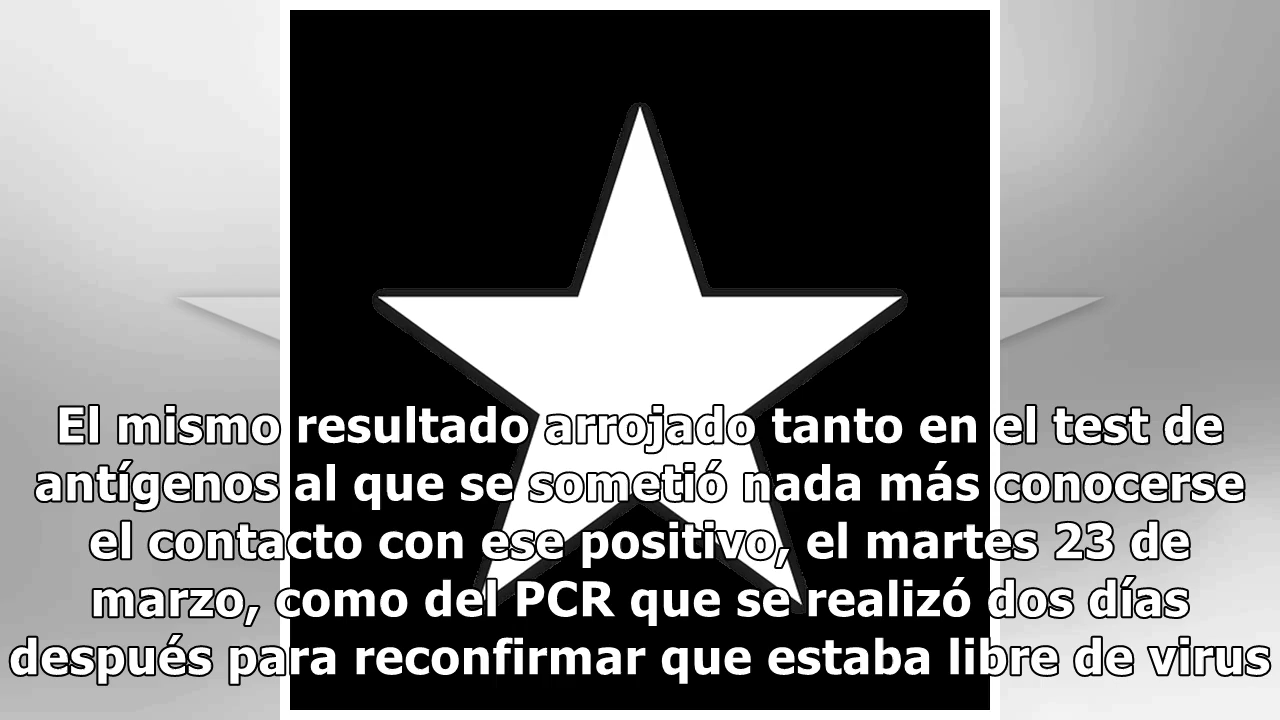 El mismo resultado arrojado tanto en el test de
antígenos al que se sometió nada más conocerse
el contacto con ese positivo, el martes 23 de
marzo, como del PCR que se realizó dos días
después para reconfirmar que estaba libre de virus